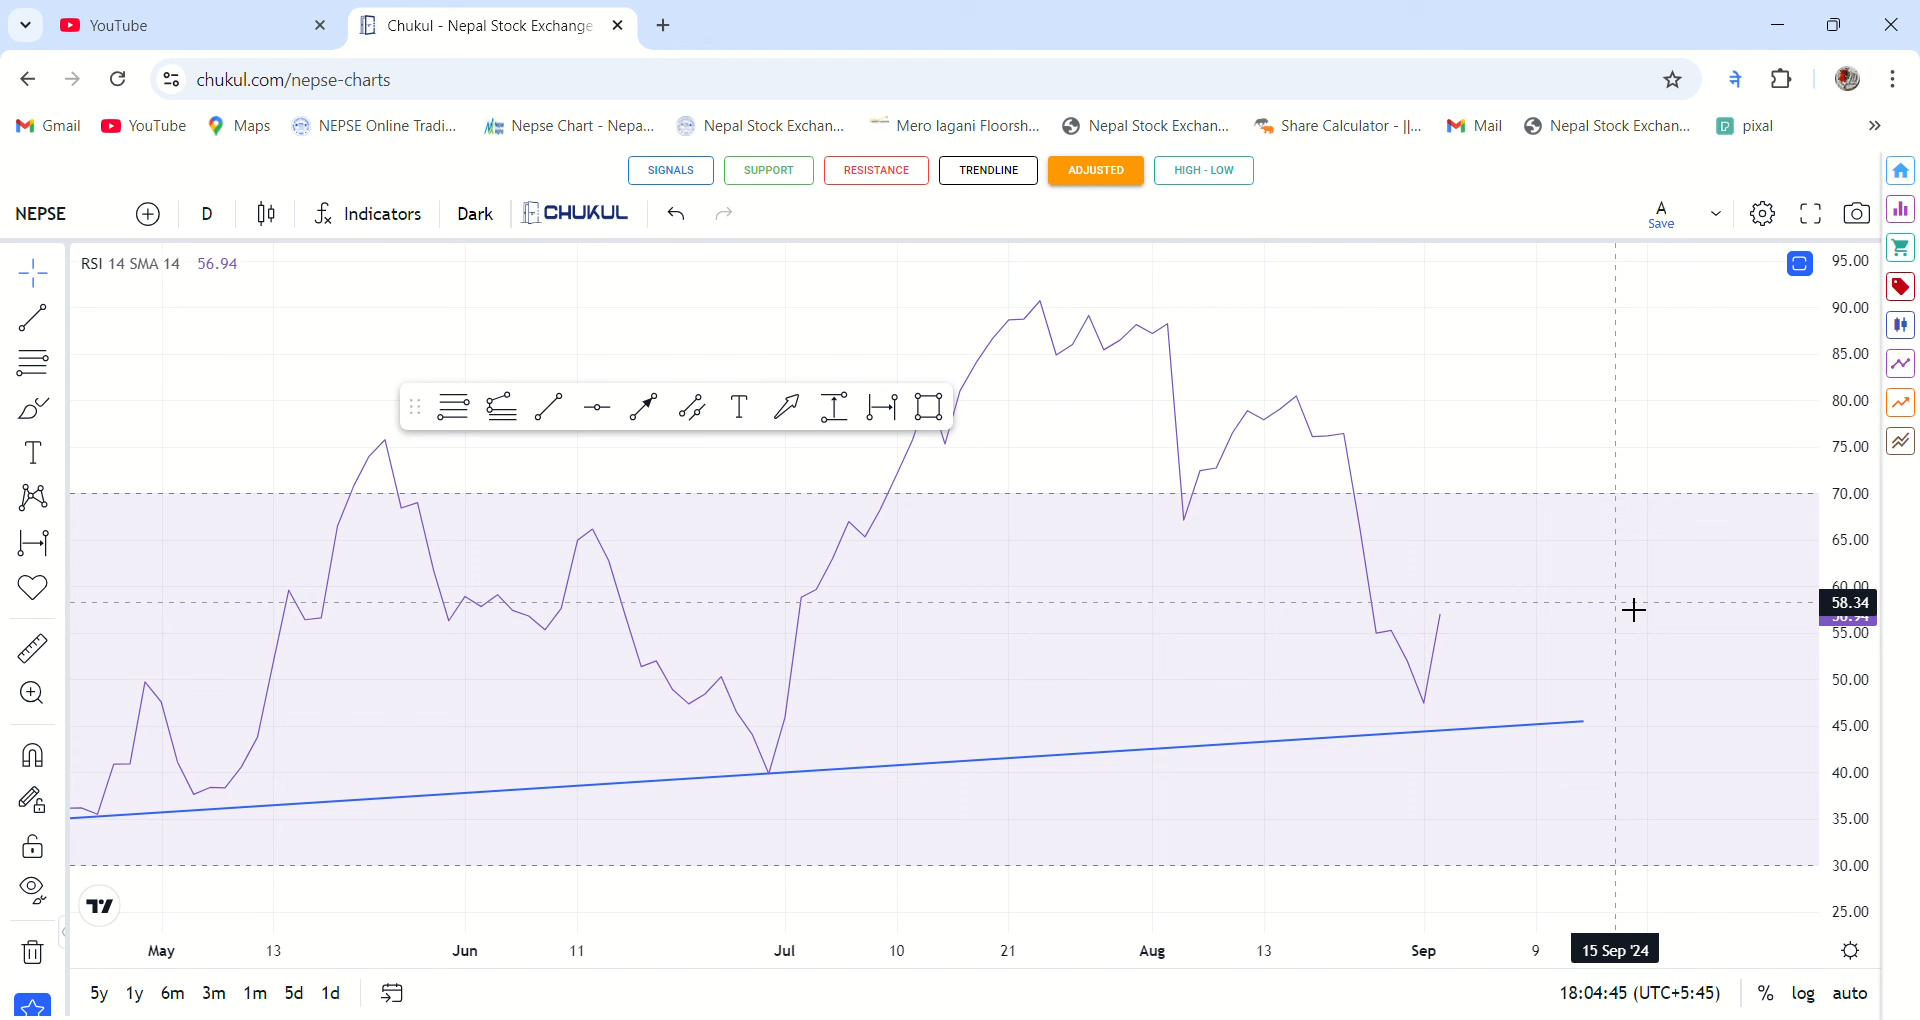 YouTube
Chukul - Nepal Stock Exchange
chukul.com/nepse-charts
ने
Gmail YouTube Maps NEPSE Online Tradi... Nepse Chart - Nepa... Nepal Stock Exchan... Mero lagani Floorsh... Nepal Stock Exchan... Share Calculator - ||... Mail Nepal Stock Exchan... pixal »
SIGNALS SUPPORT RESISTANCE TRENDLINE ADJUSTED HIGH - LOW
NEPSE D Indicators Dark CHUKUL A Save
RSI 14 SMA 14 56.94
95.00
90.00
85.00
80.00
75.00
70.00
65.00
60.00
58.34
56.94
55.00
50.00
45.00
40.00
35.00
30.00
25.00
May 13 Jun 11 Jul 10 21 Aug 13 Sep 9 15 Sep '24
5y 1y 6m 3m 1m 5d 1d 18:04:45 (UTC+5:45) % log auto